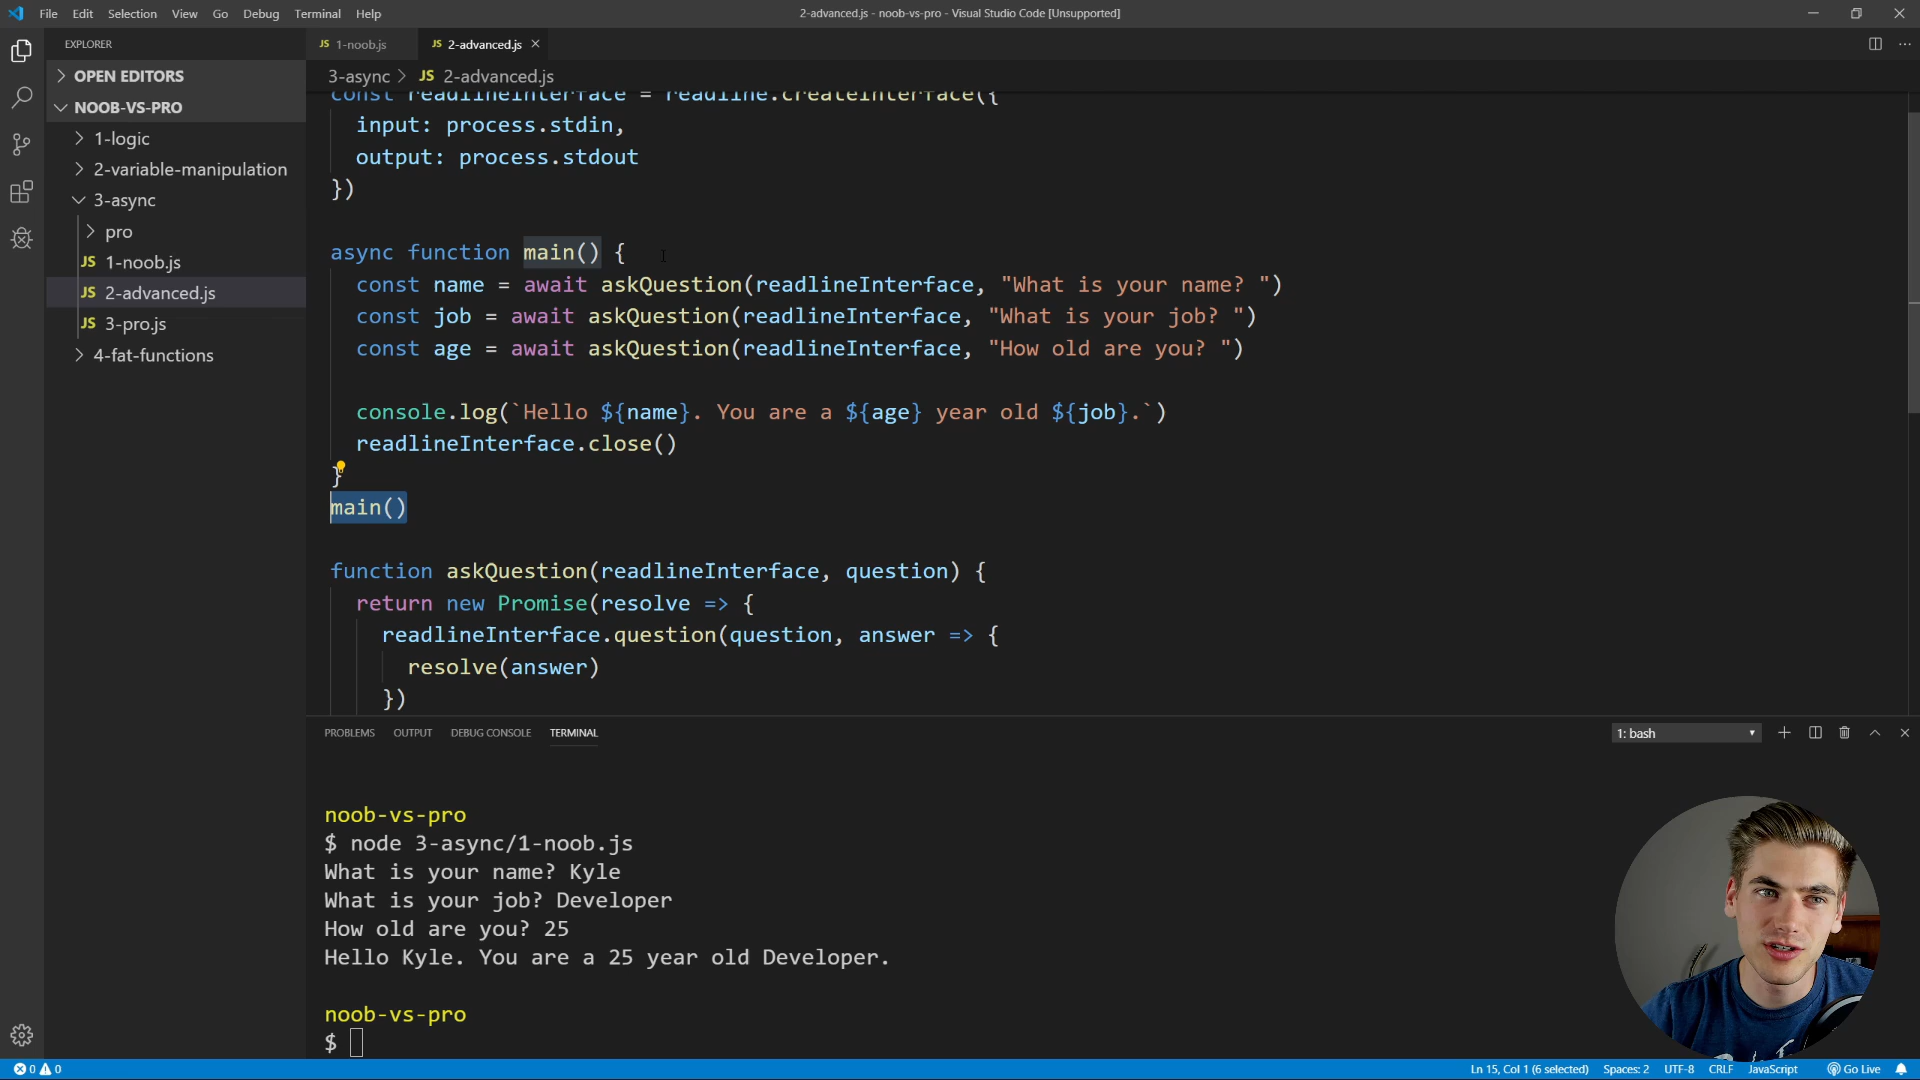 File Edit Selection View Go Debug Terminal Help
2-advanced.js - noob-vs-pro - Visual Studio Code [Unsupported]
EXPLORER
OPEN EDITORS
NOOB-VS-PRO
1-logic
2-variable-manipulation
3-async
pro
JS 1-noob.js
JS 2-advanced.js
JS 3-pro.js
4-fat-functions
JS 1-noob.js
JS 2-advanced.js
3-async > JS 2-advanced.js
const readlineInterface = readline.createInterface({
input: process.stdin,
output: process.stdout
})
async function main() {
const name = await askQuestion(readlineInterface, "What is your name? ")
const job = await askQuestion(readlineInterface, "What is your job? ")
const age = await askQuestion(readlineInterface, "How old are you? ")
console.log(`Hello ${name}. You are a ${age} year old ${job}.`)
readlineInterface.close()
}
main()
function askQuestion(readlineInterface, question) {
return new Promise(resolve => {
readlineInterface.question(question, answer => {
resolve(answer)
})
PROBLEMS OUTPUT DEBUG CONSOLE TERMINAL
1: bash
noob-vs-pro
$ node 3-async/1-noob.js
What is your name? Kyle
What is your job? Developer
How old are you? 25
Hello Kyle. You are a 25 year old Developer.
noob-vs-pro
$
0 0
Ln 15, Col 1 (6 selected) Spaces: 2 UTF-8 CRLF JavaScript Go Live